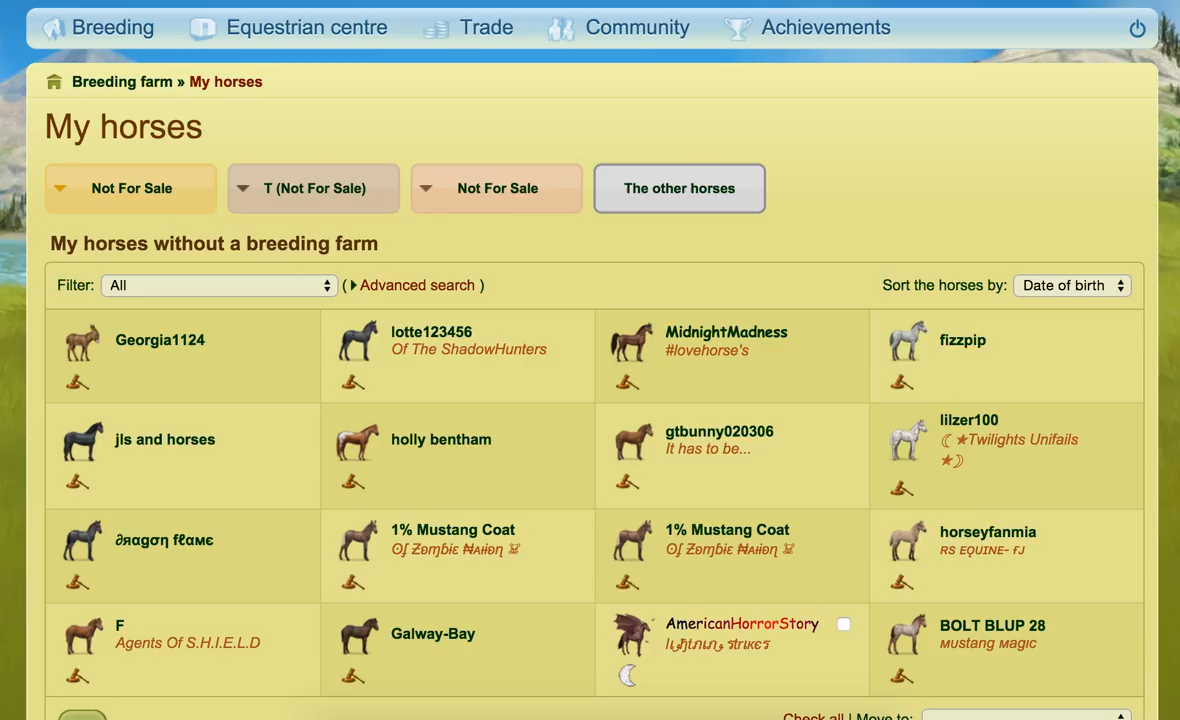 Breeding Equestrian centre Trade Community Achievements
Breeding farm » My horses
My horses
Not For Sale T (Not For Sale) Not For Sale The other horses
My horses without a breeding farm
Filter: All ( Advanced search ) Sort the horses by: Date of birth
Georgia1124
lotte123456
Of The ShadowHunters
MidnightMadness
#lovehorse's
fizzpip
jls and horses
holly bentham
gtbunny020306
It has to be...
lilzer100
☾★Twilights Unifails
★☽
∂яαgση fℓαмє
1% Mustang Coat
1% Mustang Coat
horseyfanmia
RS EQUINE- FJ
F
Agents Of S.H.I.E.L.D
Galway-Bay
AmericanHorrorStory
BOLT BLUP 28
мustang мagιc
Check all | Move to: